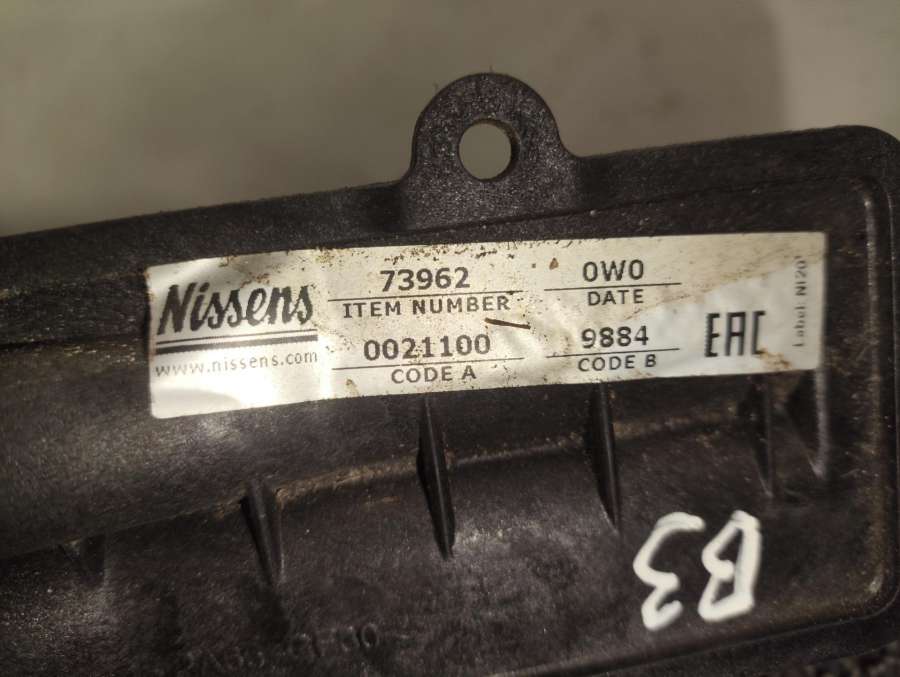 Nissens
www.nissens.com
73962
ITEM NUMBER
0W0
DATE
0021100
CODE A
9884
CODE B
EAC
B3